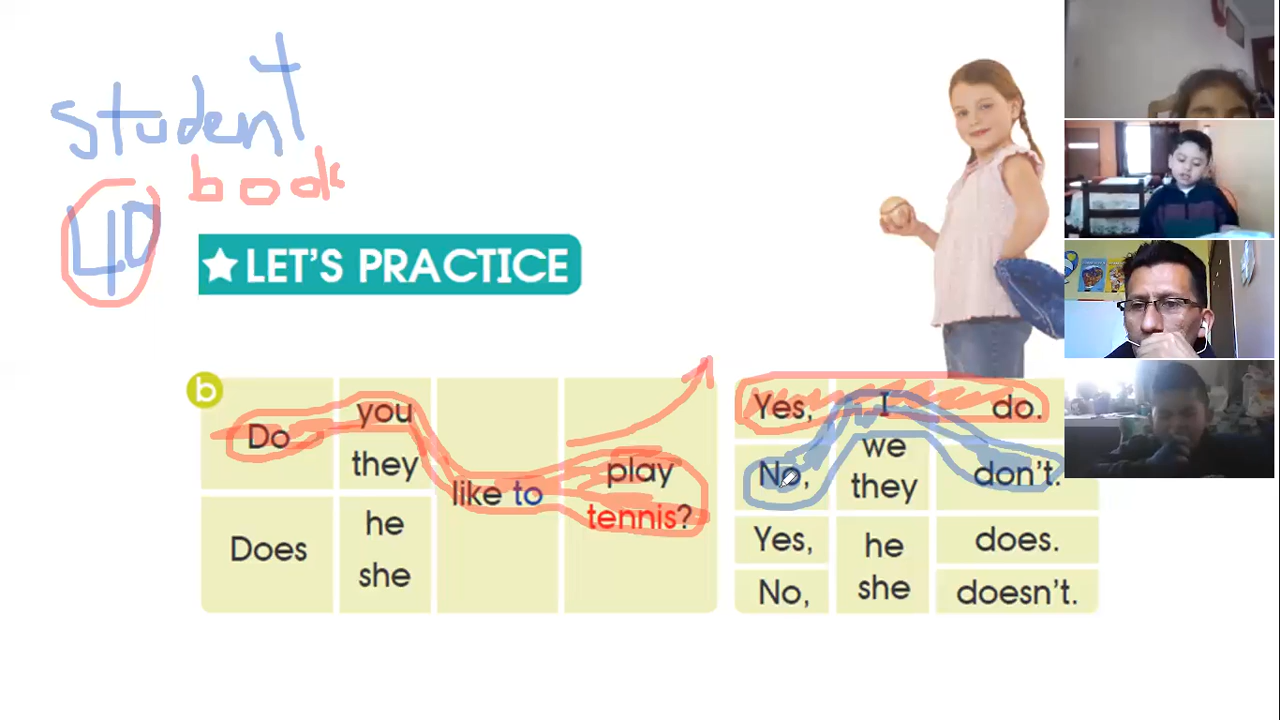 student
book
40
LET'S PRACTICE
b
Do you they like to play tennis?
Does he she
Yes, I do.
No, we they don't.
Yes, he does.
No, she doesn't.